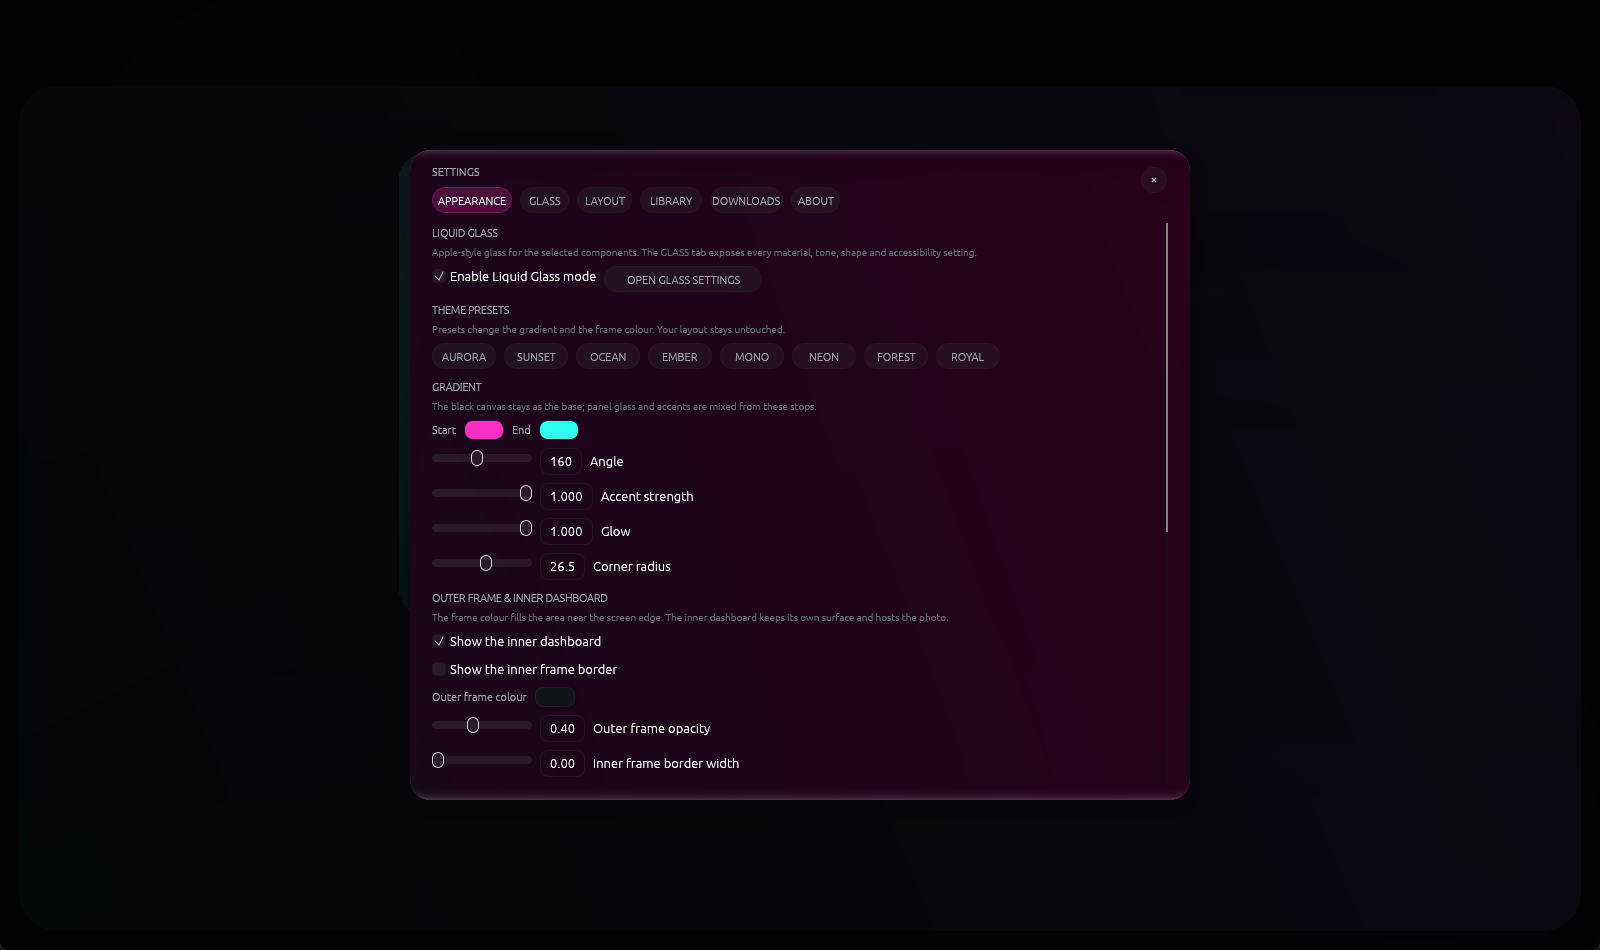 SETTINGS
×
APPEARANCE GLASS LAYOUT LIBRARY DOWNLOADS ABOUT
LIQUID GLASS
Apple-style glass for the selected components. The GLASS tab exposes every material, tone, shape and accessibility setting.
Enable Liquid Glass mode OPEN GLASS SETTINGS
THEME PRESETS
Presets change the gradient and the frame colour. Your layout stays untouched.
AURORA SUNSET OCEAN EMBER MONO NEON FOREST ROYAL
GRADIENT
The black canvas stays as the base; panel glass and accents are mixed from these stops.
Start End
160 Angle
1.000 Accent strength
1.000 Glow
26.5 Corner radius
OUTER FRAME & INNER DASHBOARD
The frame colour fills the area near the screen edge. The inner dashboard keeps its own surface and hosts the photo.
Show the inner dashboard
Show the inner frame border
Outer frame colour
0.40 Outer frame opacity
0.00 Inner frame border width